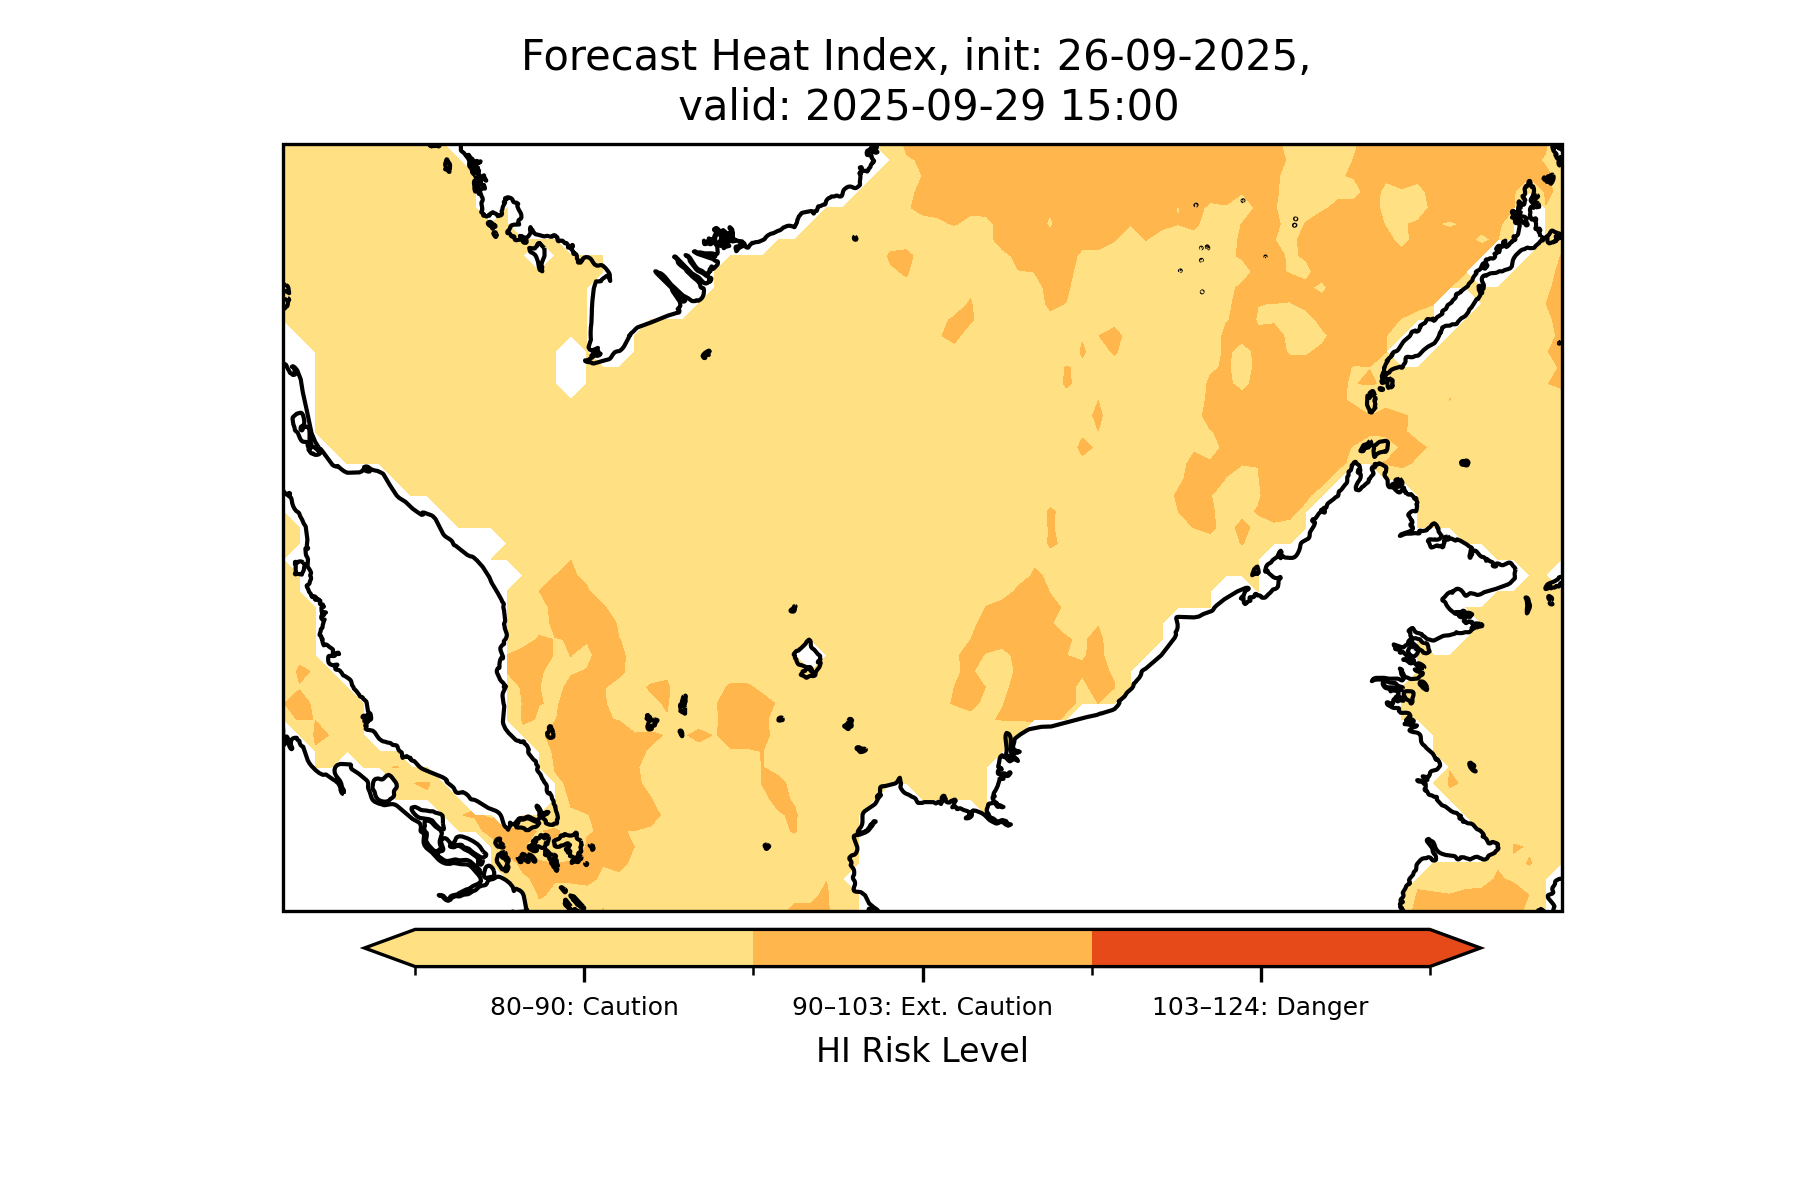 Forecast Heat Index, init: 26-09-2025,
valid: 2025-09-29 15:00
80–90: Caution
90–103: Ext. Caution
103–124: Danger
HI Risk Level